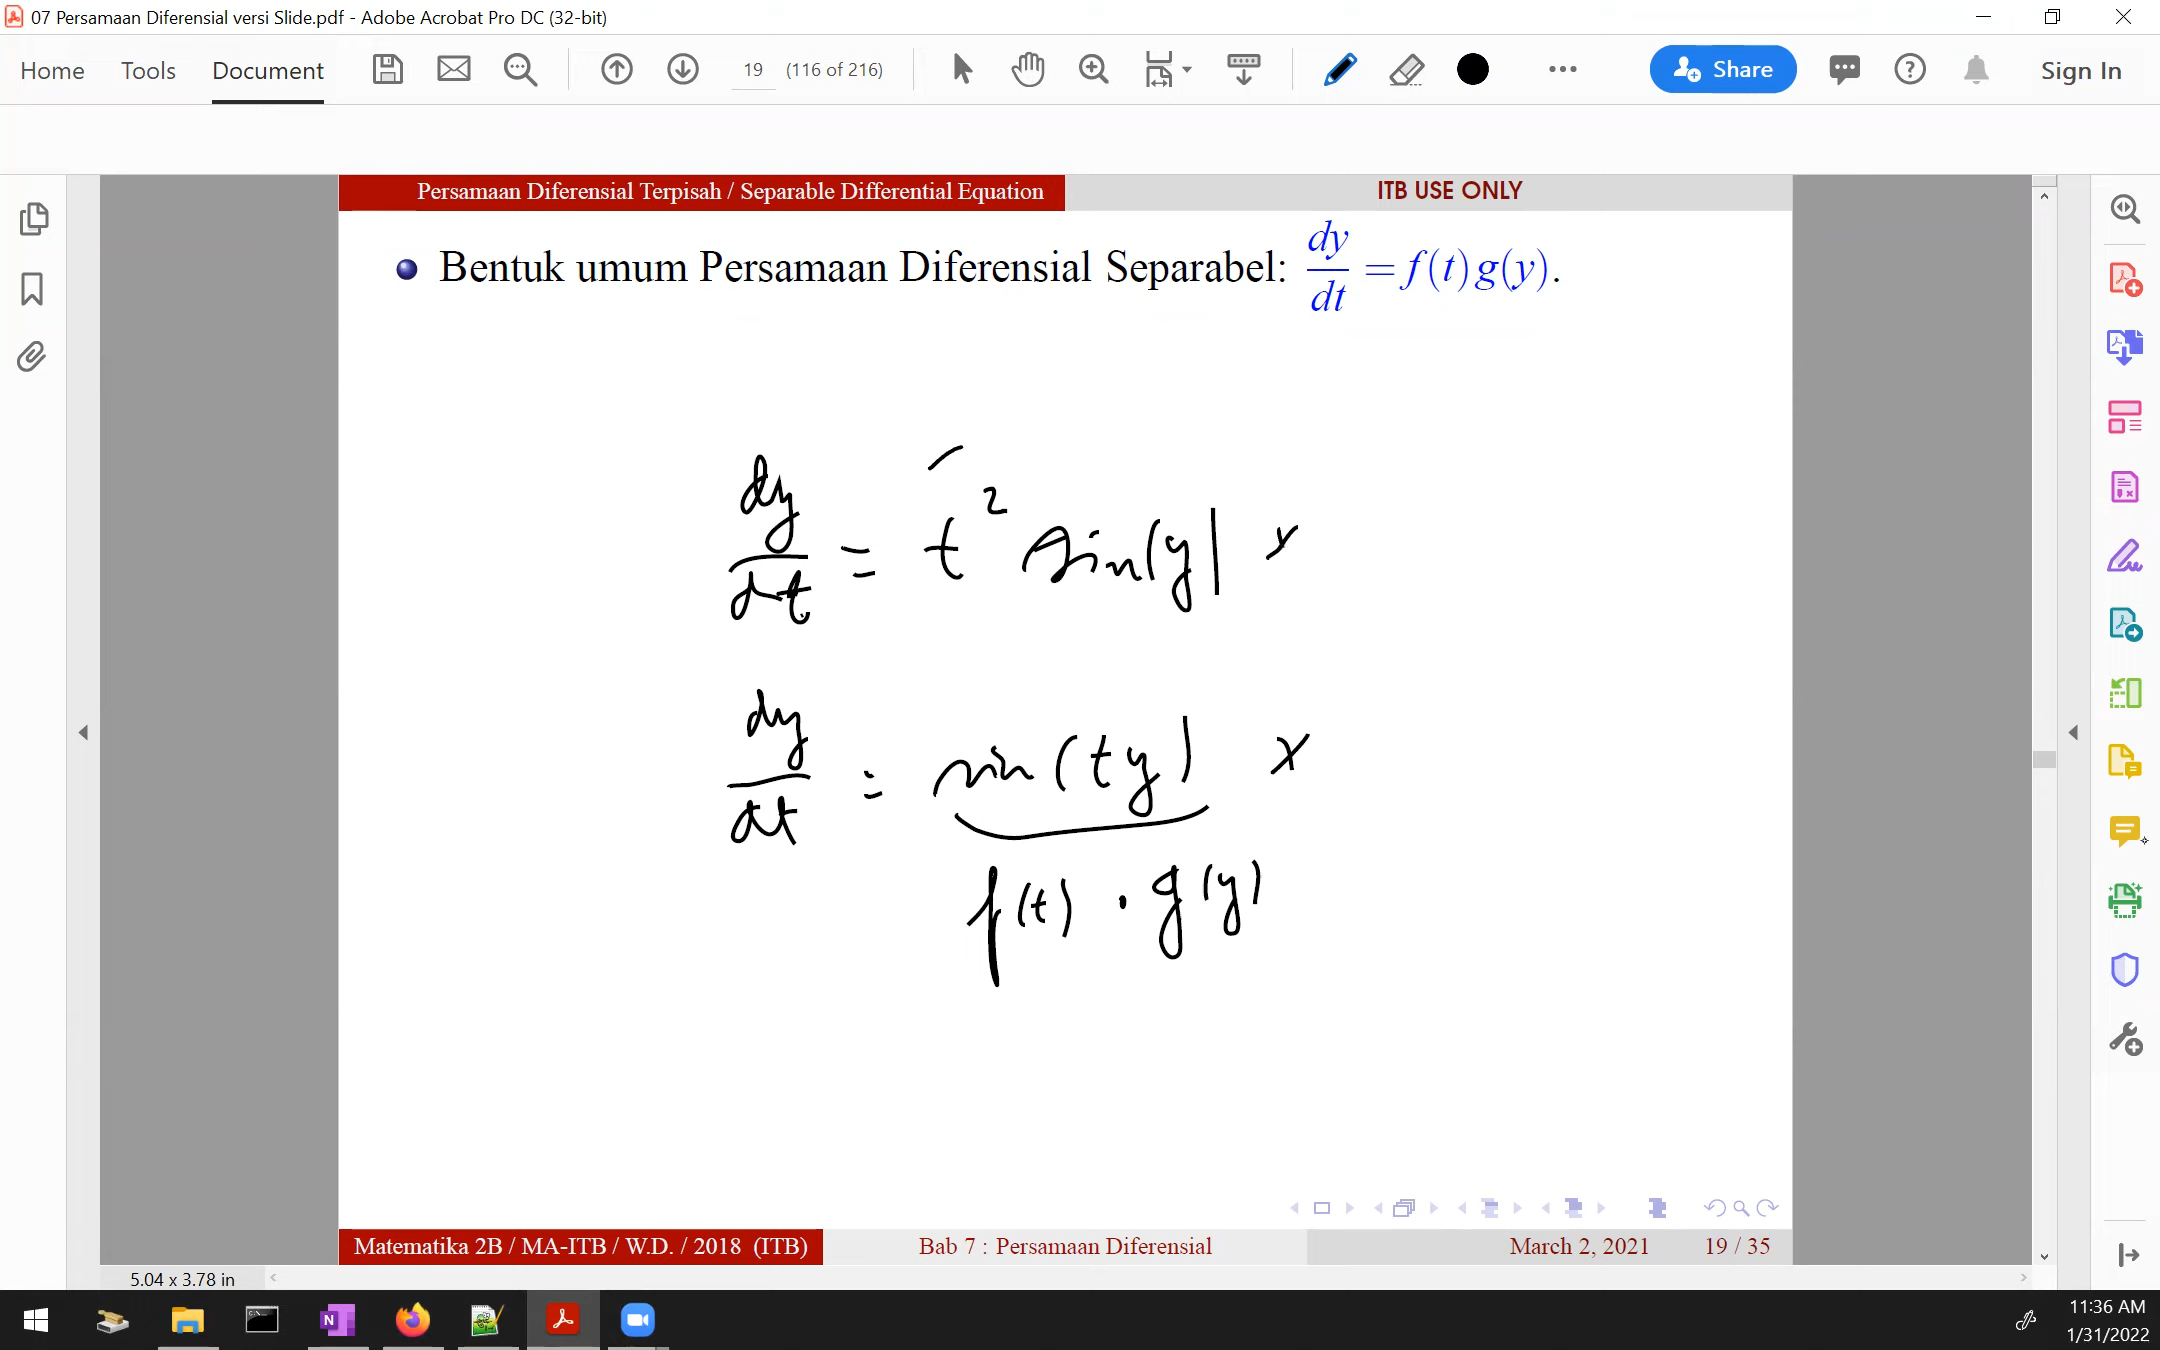 07 Persamaan Diferensial versi Slide.pdf - Adobe Acrobat Pro DC (32-bit)
Home Tools Document 19 (116 of 216) Share Sign In
Persamaan Diferensial Terpisah / Separable Differential Equation ITB USE ONLY
Bentuk umum Persamaan Diferensial Separabel: dy/dt = f(t) g(y).
dy/dt = t² sin(y)
dy/dt = sin(ty) x
f(t) · g(y)
Matematika 2B / MA-ITB / W.D. / 2018 (ITB) Bab 7 : Persamaan Diferensial March 2, 2021 19 / 35
5.04 x 3.78 in
11:36 AM
1/31/2022